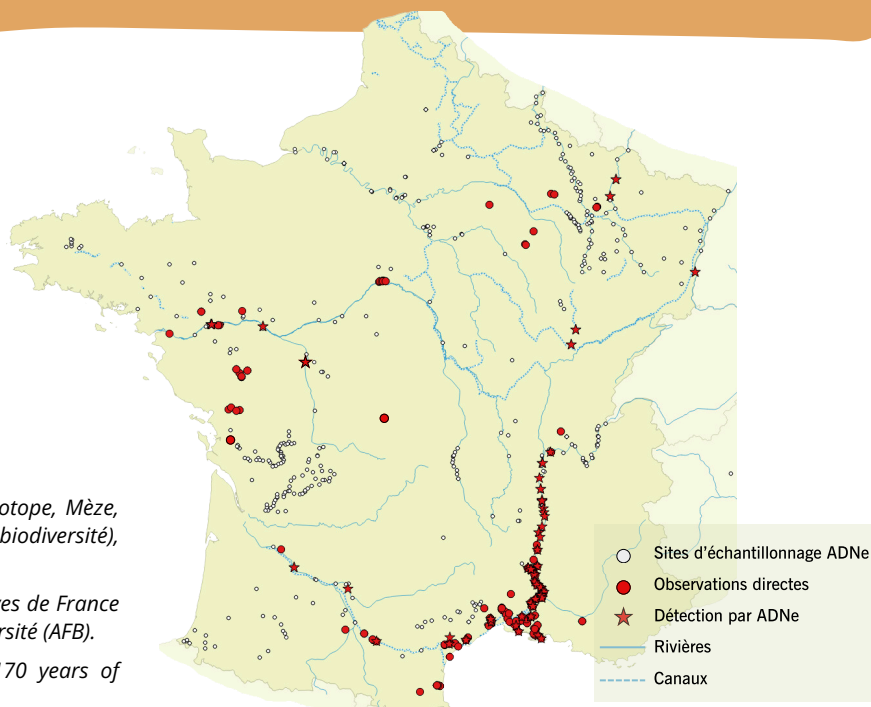 otope, Mèze,
biodiversité),
es de France
rsité (AFB).
170 years of
Sites d'échantillonnage ADNe
Observations directes
Détection par ADNe
Rivières
Canaux